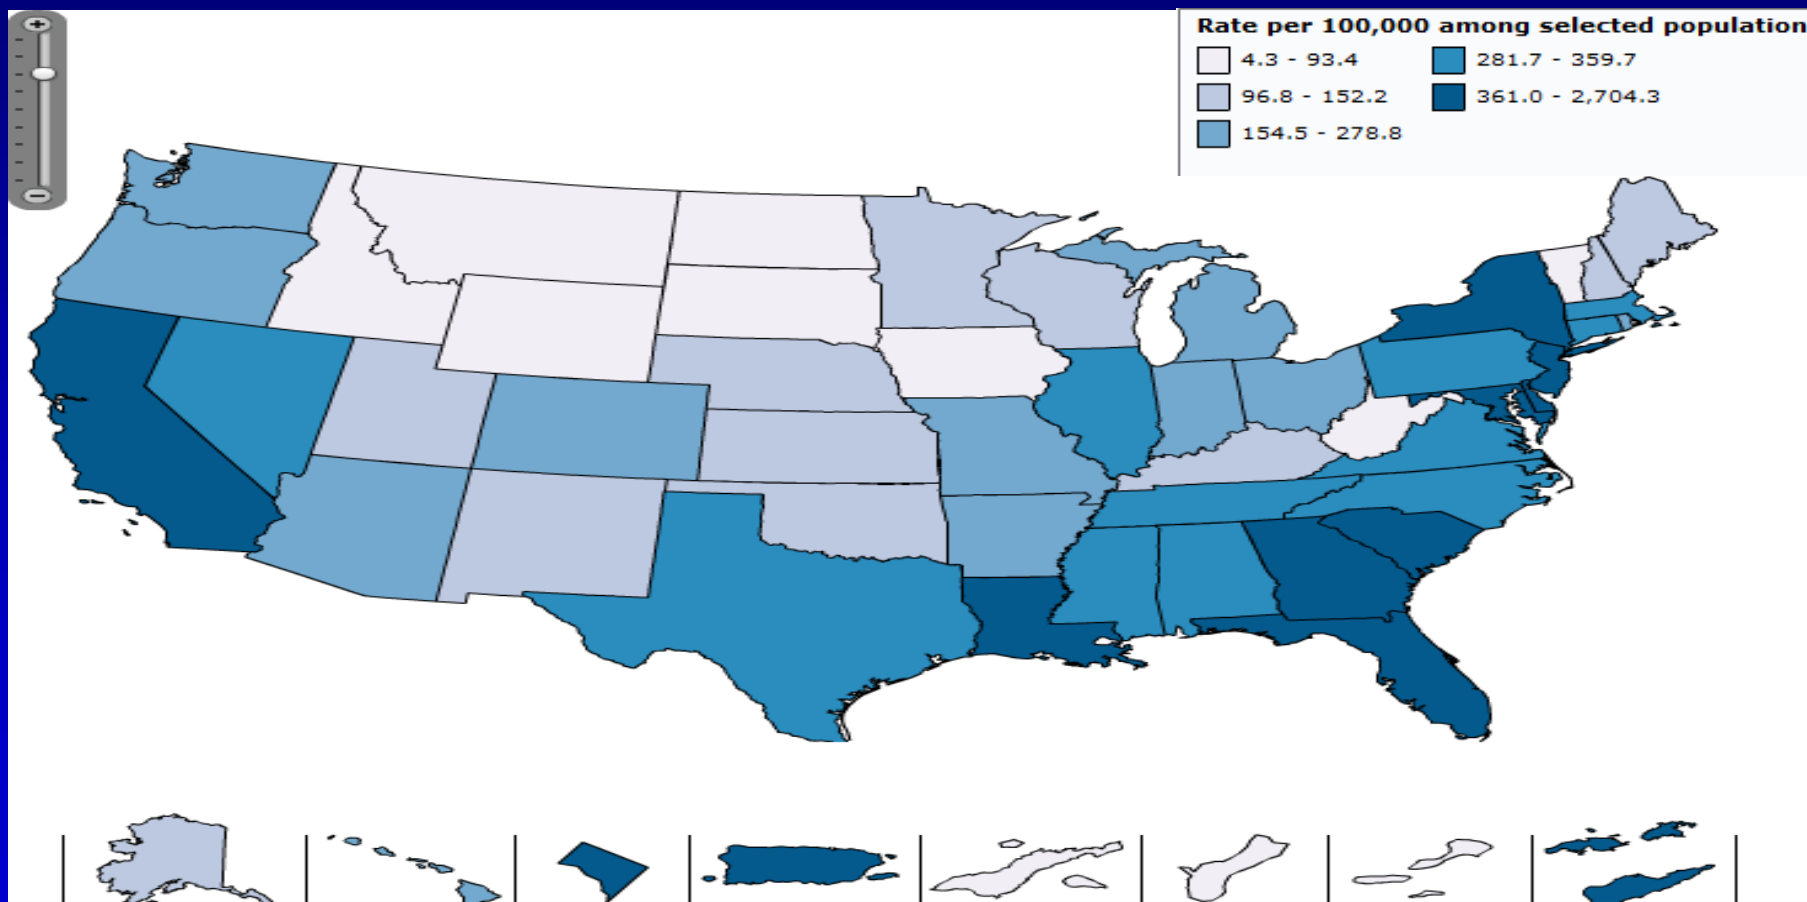 Rate per 100,000 among selected population
4.3 - 93.4
281.7 - 359.7
96.8 - 152.2
361.0 - 2,704.3
154.5 - 278.8